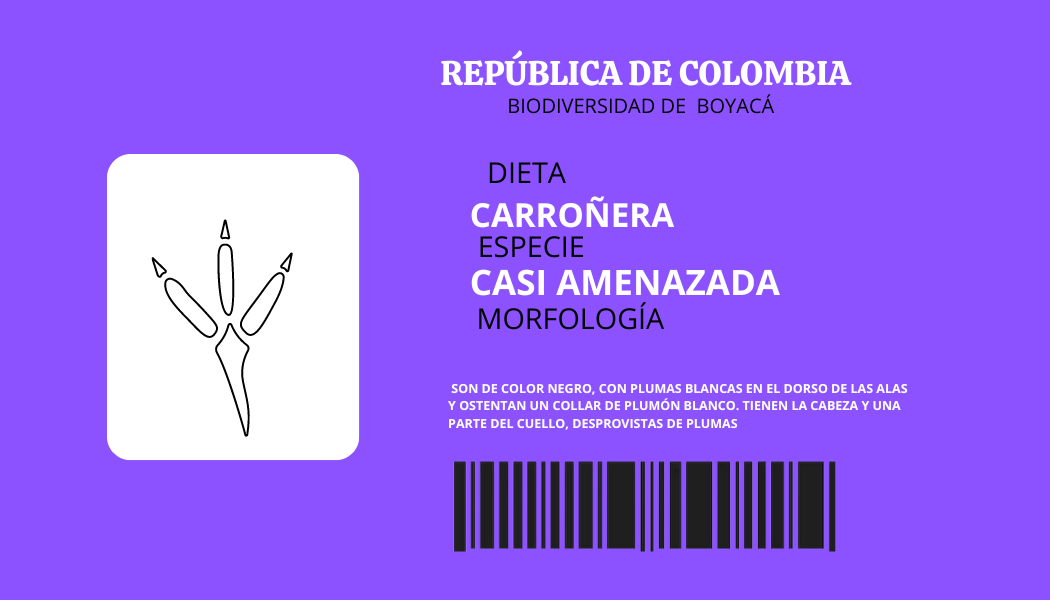 REPÚBLICA DE COLOMBIA
BIODIVERSIDAD DE BOYACÁ
DIETA
CARROÑERA
ESPECIE
CASI AMENAZADA
MORFOLOGÍA
SON DE COLOR NEGRO, CON PLUMAS BLANCAS EN EL DORSO DE LAS ALAS
Y OSTENTAN UN COLLAR DE PLUMÓN BLANCO. TIENEN LA CABEZA Y UNA
PARTE DEL CUELLO, DESPROVISTAS DE PLUMAS